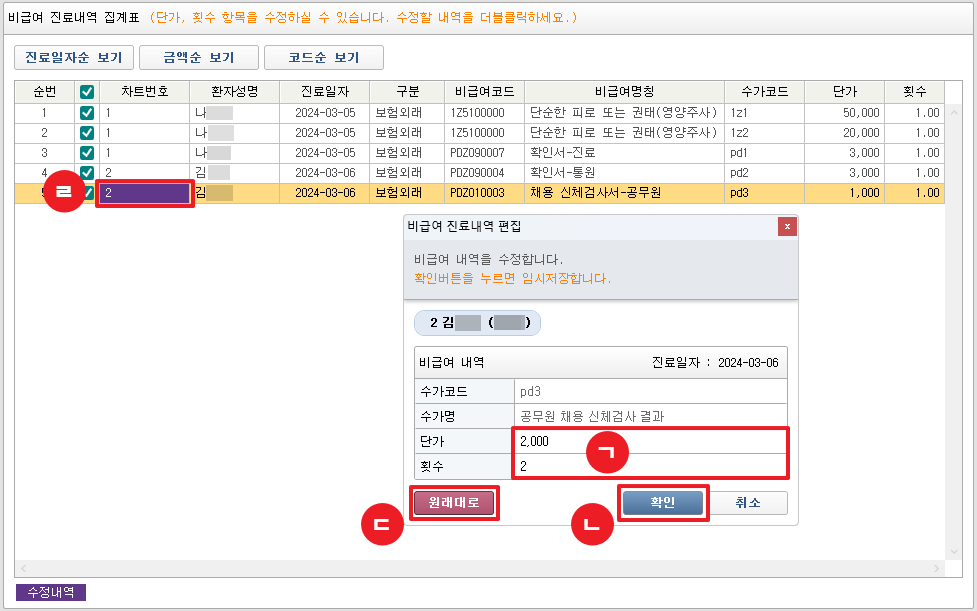 비급여 진료내역 집계표 (단가, 횟수 항목을 수정하실 수 있습니다. 수정할 내역을 더블클릭하세요.)
진료일자순 보기 금액순 보기 코드순 보기
순번 차트번호 환자성명 진료일자 구분 비급여코드 비급여명칭 수가코드 단가 횟수
1 1 나 2024-03-05 보험외래 1Z5100000 단순한 피로 또는 권태(영양주사) 1z1 50,000 1.00
2 1 나 2024-03-05 보험외래 1Z5100000 단순한 피로 또는 권태(영양주사) 1z2 20,000 1.00
3 1 나 2024-03-05 보험외래 PDZ090007 확인서-진료 pd1 3,000 1.00
4 2 김 2024-03-06 보험외래 PDZ090004 확인서-통원 pd2 3,000 1.00
5 2 김 2024-03-06 보험외래 PDZ010003 채용 신체검사서-공무원 pd3 1,000 1.00
ㄹ
비급여 진료내역 편집 x
비급여 내역을 수정합니다.
확인버튼을 누르면 임시저장합니다.
2 김 ( )
비급여 내역 진료일자 : 2024-03-06
수가코드 pd3
수가명 공무원 채용 신체검사 결과
단가 2,000
횟수 2
ㄱ
원래대로 확인 취소
ㄷ ㄴ
수정내역